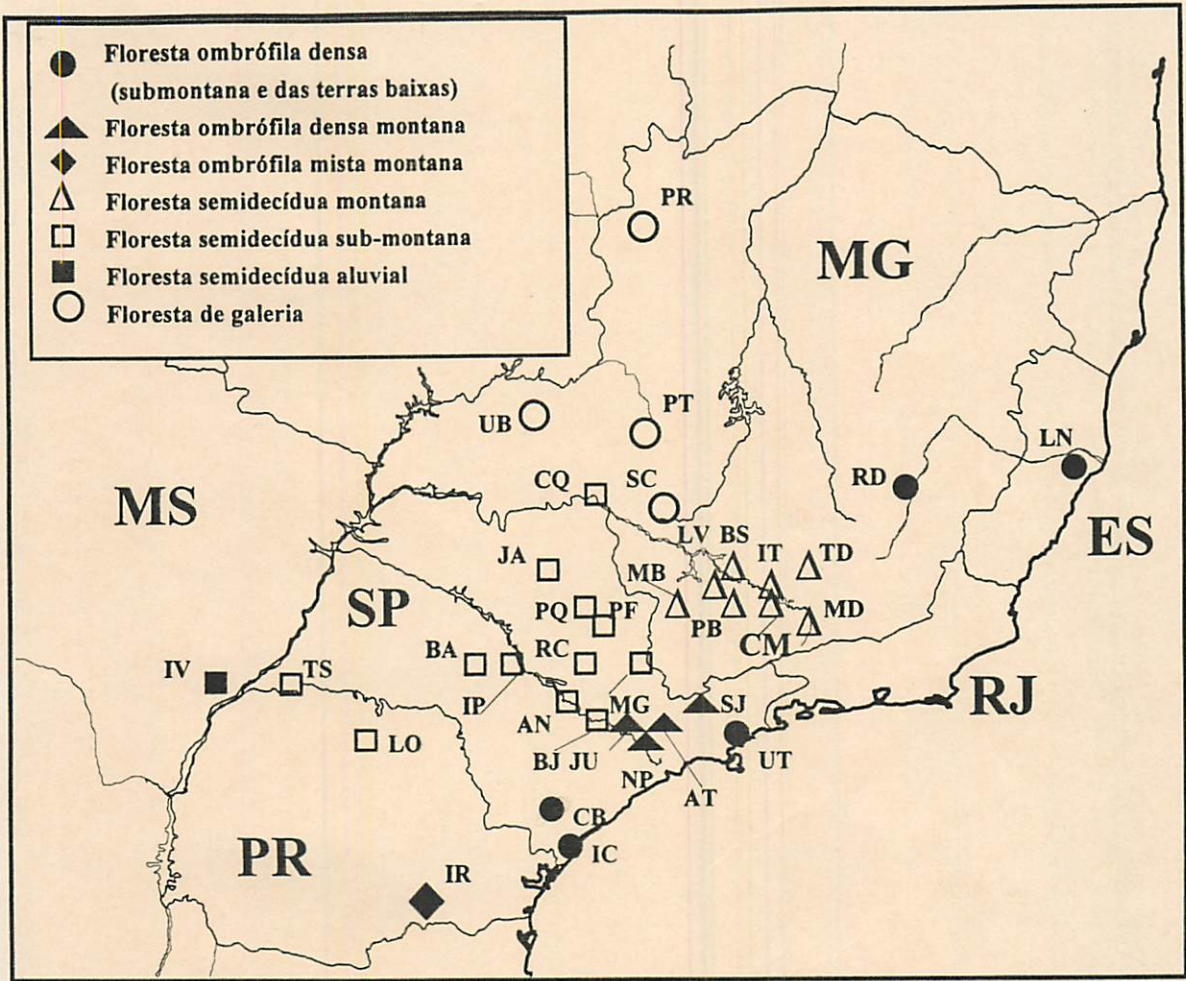 Floresta ombrófila densa
(submontana e das terras baixas)
Floresta ombrófila densa montana
Floresta ombrófila mista montana
Floresta semidecídua montana
Floresta semidecídua sub-montana
Floresta semidecídua aluvial
Floresta de galeria
PR
MG
UB
PT
LN
CQ
SC
RD
MS
ES
LV
BS
IT
TD
JA
MB
SP
PQ
PF
PB
MD
CM
BA
RC
IV
TS
IP
MG
SJ
RJ
AN
LO
BJ
JU
UT
NP
AT
CB
IC
PR
IR